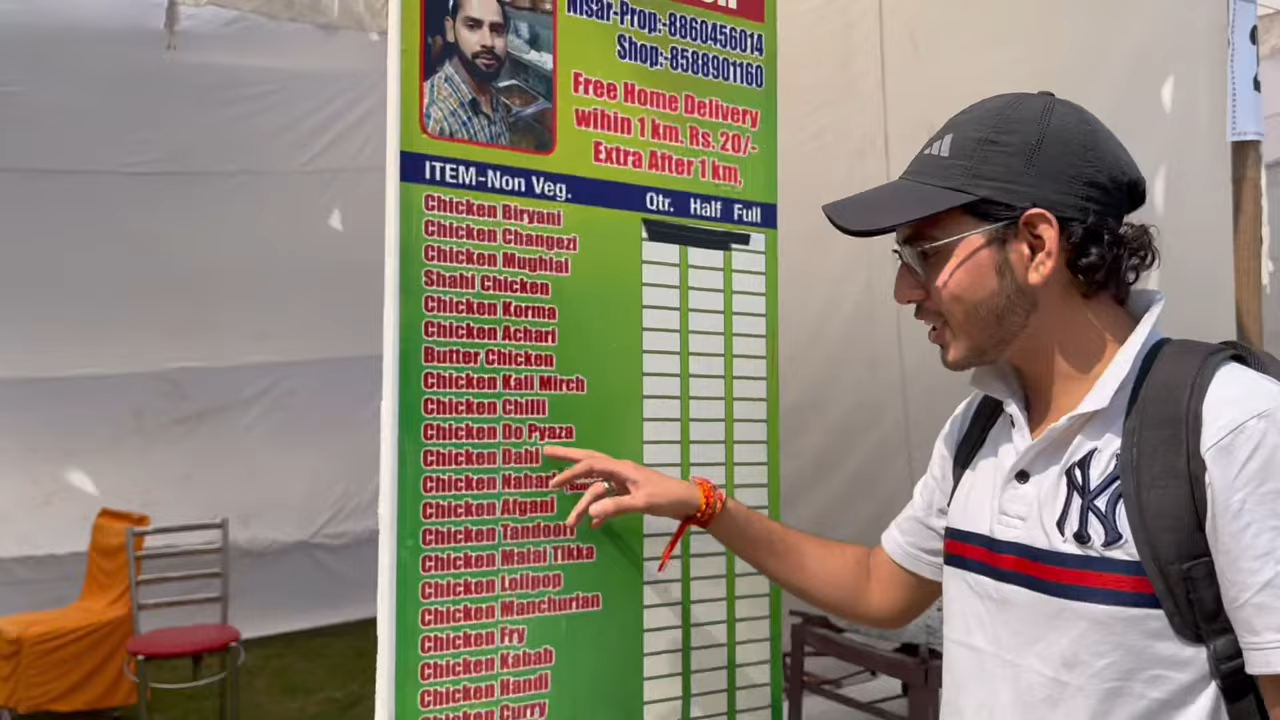 Nisar-Prop:-8860456014
Shop:-8588901160
Free Home Delivery
wihin 1 km. Rs. 20/-
Extra After 1 km,
ITEM-Non Veg. Qtr. Half Full
Chicken Biryani
Chicken Changezi
Chicken Mughlai
Shahi Chicken
Chicken Korma
Chicken Achari
Butter Chicken
Chicken Kali Mirch
Chicken Chilli
Chicken Do Pyaza
Chicken Dahi
Chicken Nahari
Chicken Afgani
Chicken Tandoori
Chicken Malai Tikka
Chicken Lolipop
Chicken Manchurian
Chicken Fry
Chicken Kabab
Chicken Handi
Chicken Curry
NY